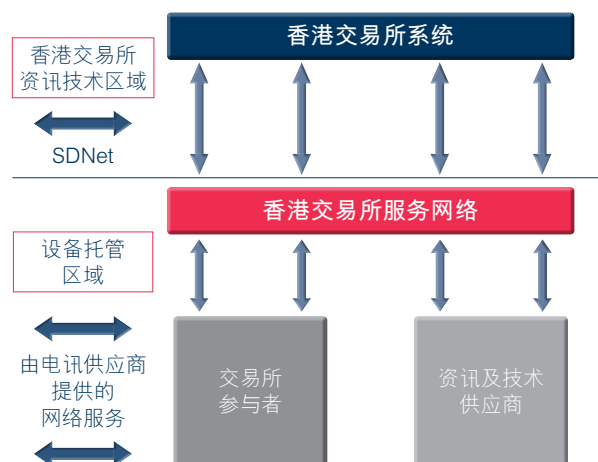 香港交易所系统
香港交易所
资讯技术区域
SDNet
香港交易所服务网络
设备托管
区域
由电讯供应商
提供的
网络服务
交易所
参与者
资讯及技术
供应商